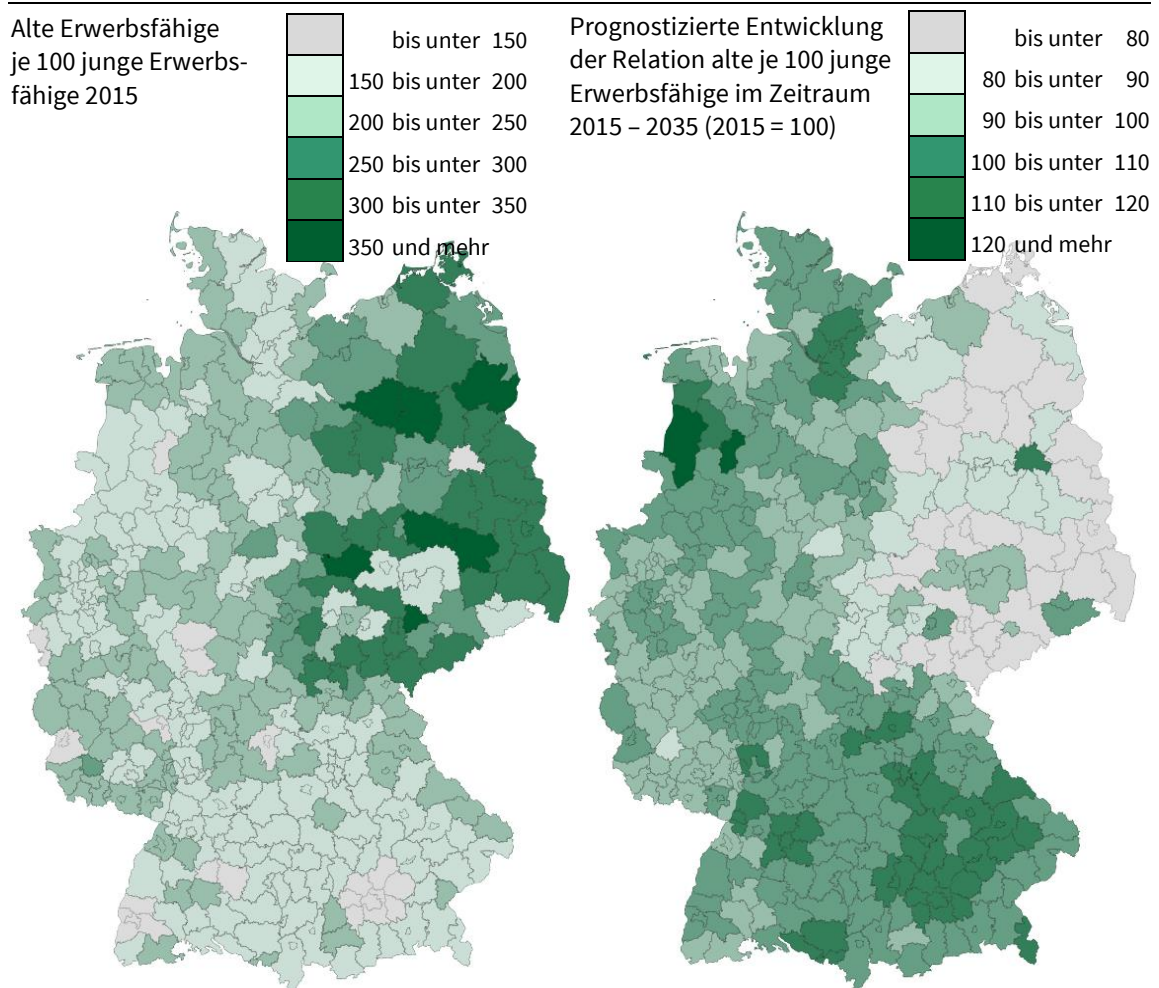 Alte Erwerbsfähige
je 100 junge Erwerbs-
fähige 2015
bis unter 150
150 bis unter 200
200 bis unter 250
250 bis unter 300
300 bis unter 350
350 und mehr
Prognostizierte Entwicklung
der Relation alte je 100 junge
Erwerbsfähige im Zeitraum
2015 – 2035 (2015 = 100)
bis unter 80
80 bis unter 90
90 bis unter 100
100 bis unter 110
110 bis unter 120
120 und mehr